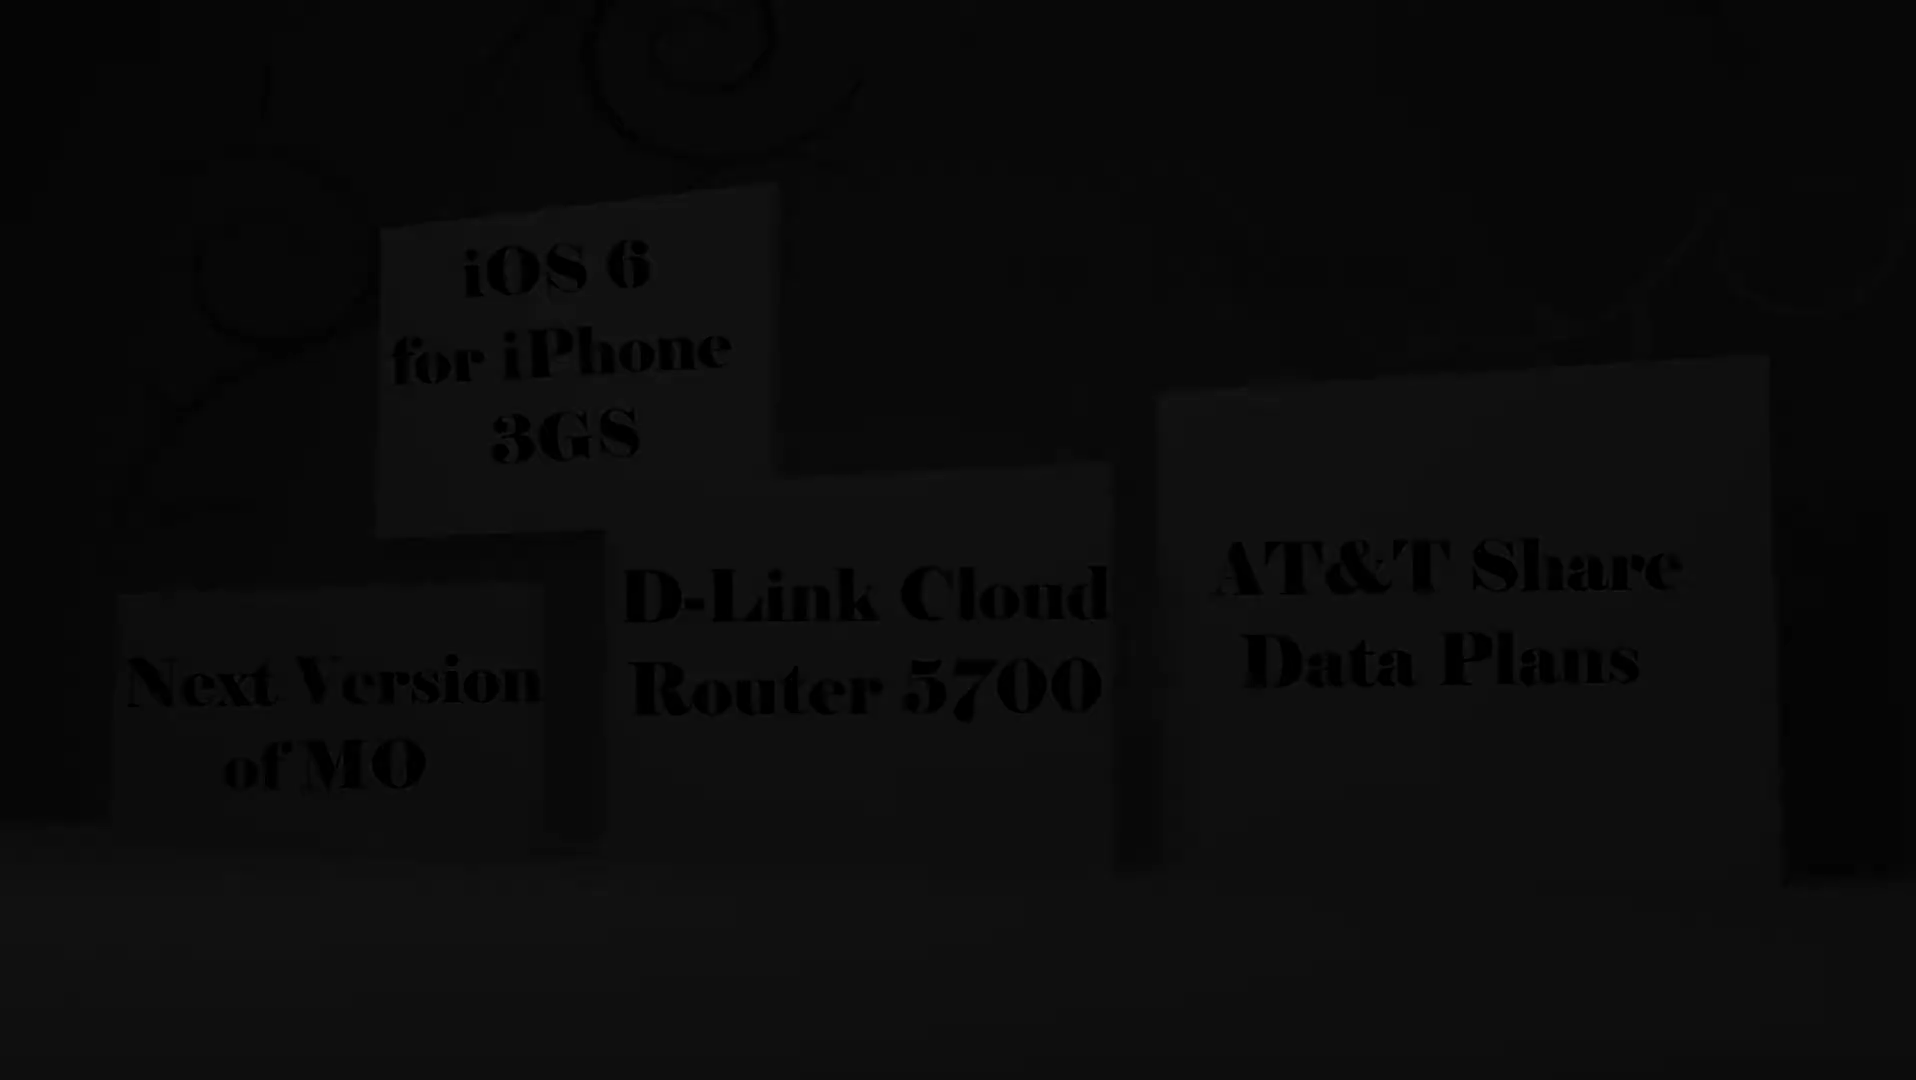 iOS 6
for iPhone
3GS
Next Version
of MO
D-Link Cloud
Router 5700
AT&T Share
Data Plans